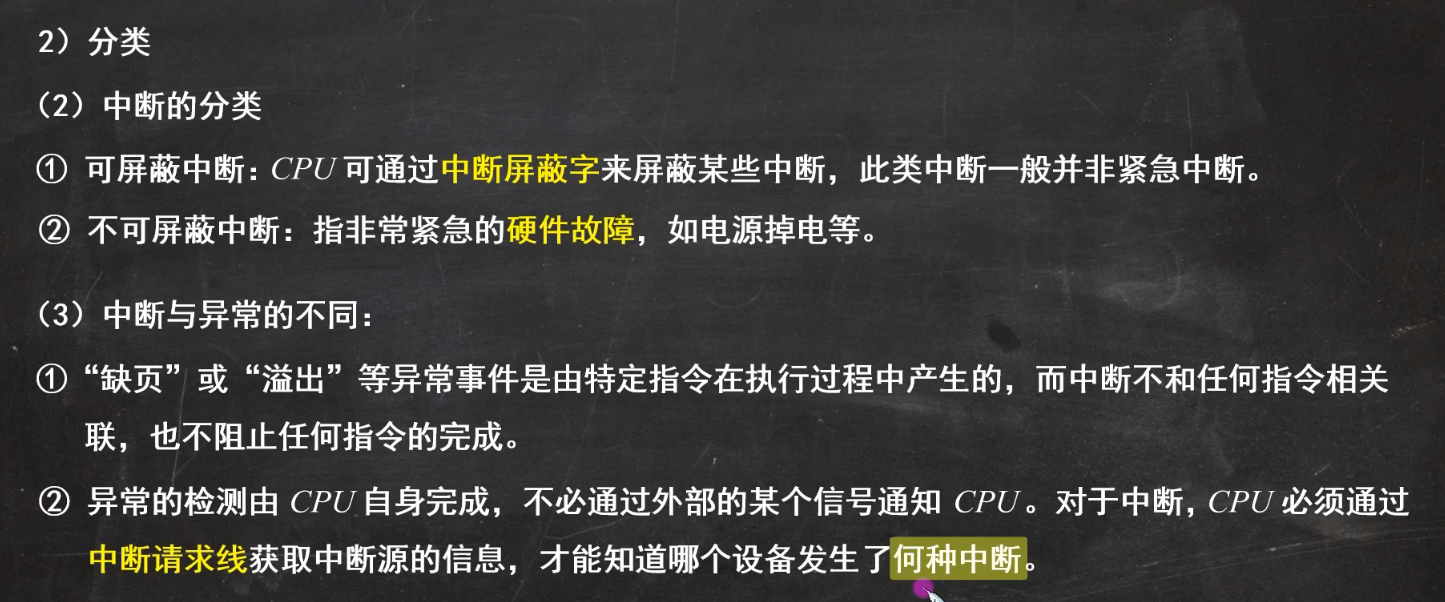 2）分类
（2）中断的分类
① 可屏蔽中断：CPU 可通过中断屏蔽字来屏蔽某些中断，此类中断一般并非紧急中断。
② 不可屏蔽中断：指非常紧急的硬件故障，如电源掉电等。
（3）中断与异常的不同：
① “缺页”或“溢出”等异常事件是由特定指令在执行过程中产生的，而中断不和任何指令相关
联，也不阻止任何指令的完成。
② 异常的检测由 CPU 自身完成，不必通过外部的某个信号通知 CPU。对于中断，CPU 必须通过
中断请求线获取中断源的信息，才能知道哪个设备发生了何种中断。